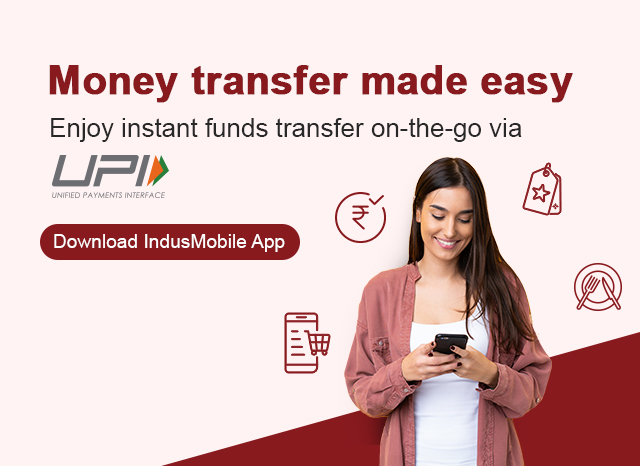 Money transfer made easy
Enjoy instant funds transfer on-the-go via
UPI
UNIFIED PAYMENTS INTERFACE
Download IndusMobile App
₹